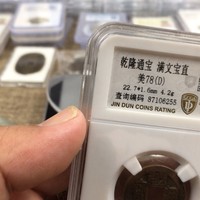 乾隆通宝 满文宝直
美78(D)
22.7*1.6mm 4.2g
查询编码 87106255
JIN DUN COINS RATING